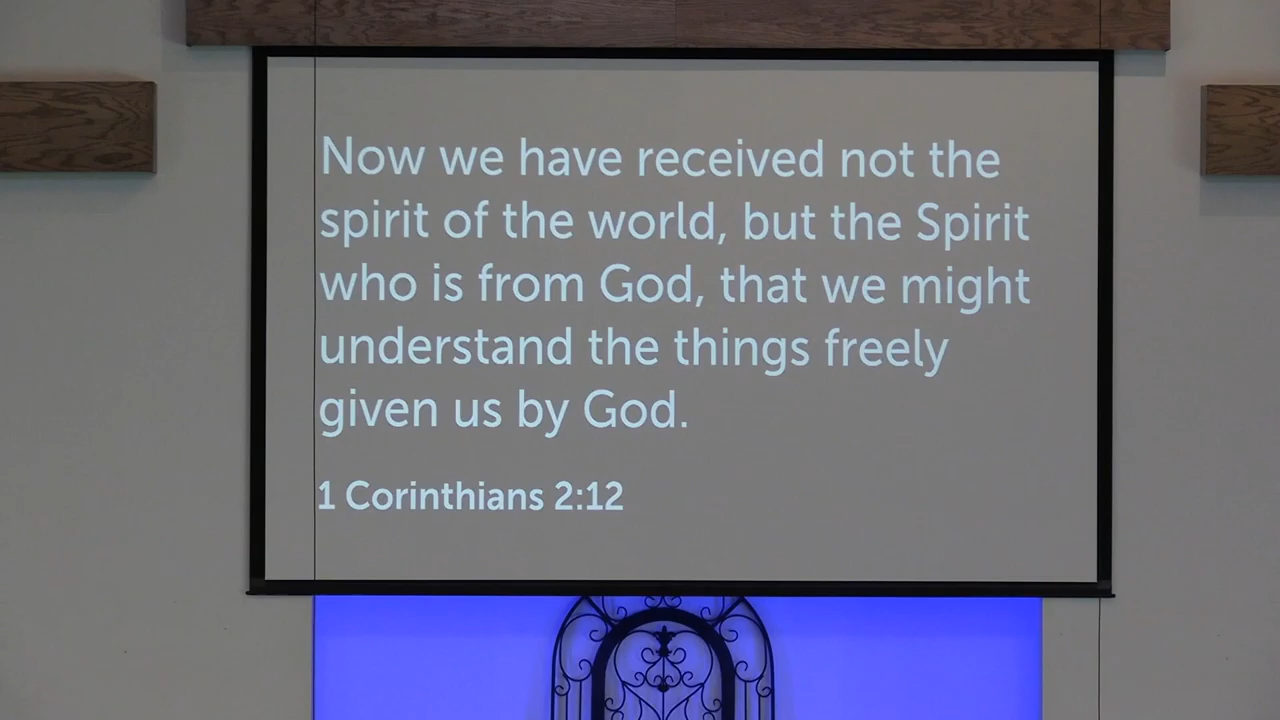 Now we have received not the
spirit of the world, but the Spirit
who is from God, that we might
understand the things freely
given us by God.
1 Corinthians 2:12